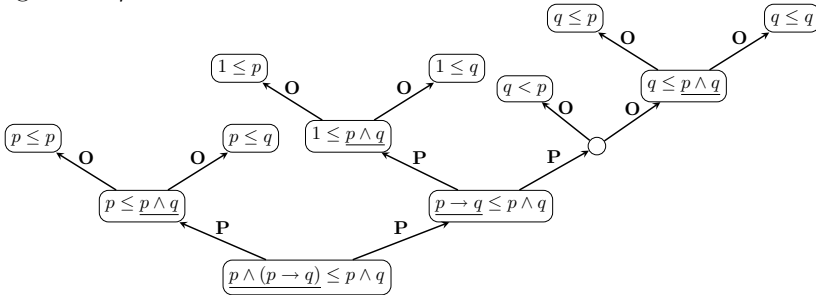 q ≤ p q ≤ q
O O
1 ≤ p 1 ≤ q q < p q ≤ p ∧ q
O O O O
p ≤ p p ≤ q 1 ≤ p ∧ q
O O P P
p ≤ p ∧ q p → q ≤ p ∧ q
P P
p ∧ (p → q) ≤ p ∧ q